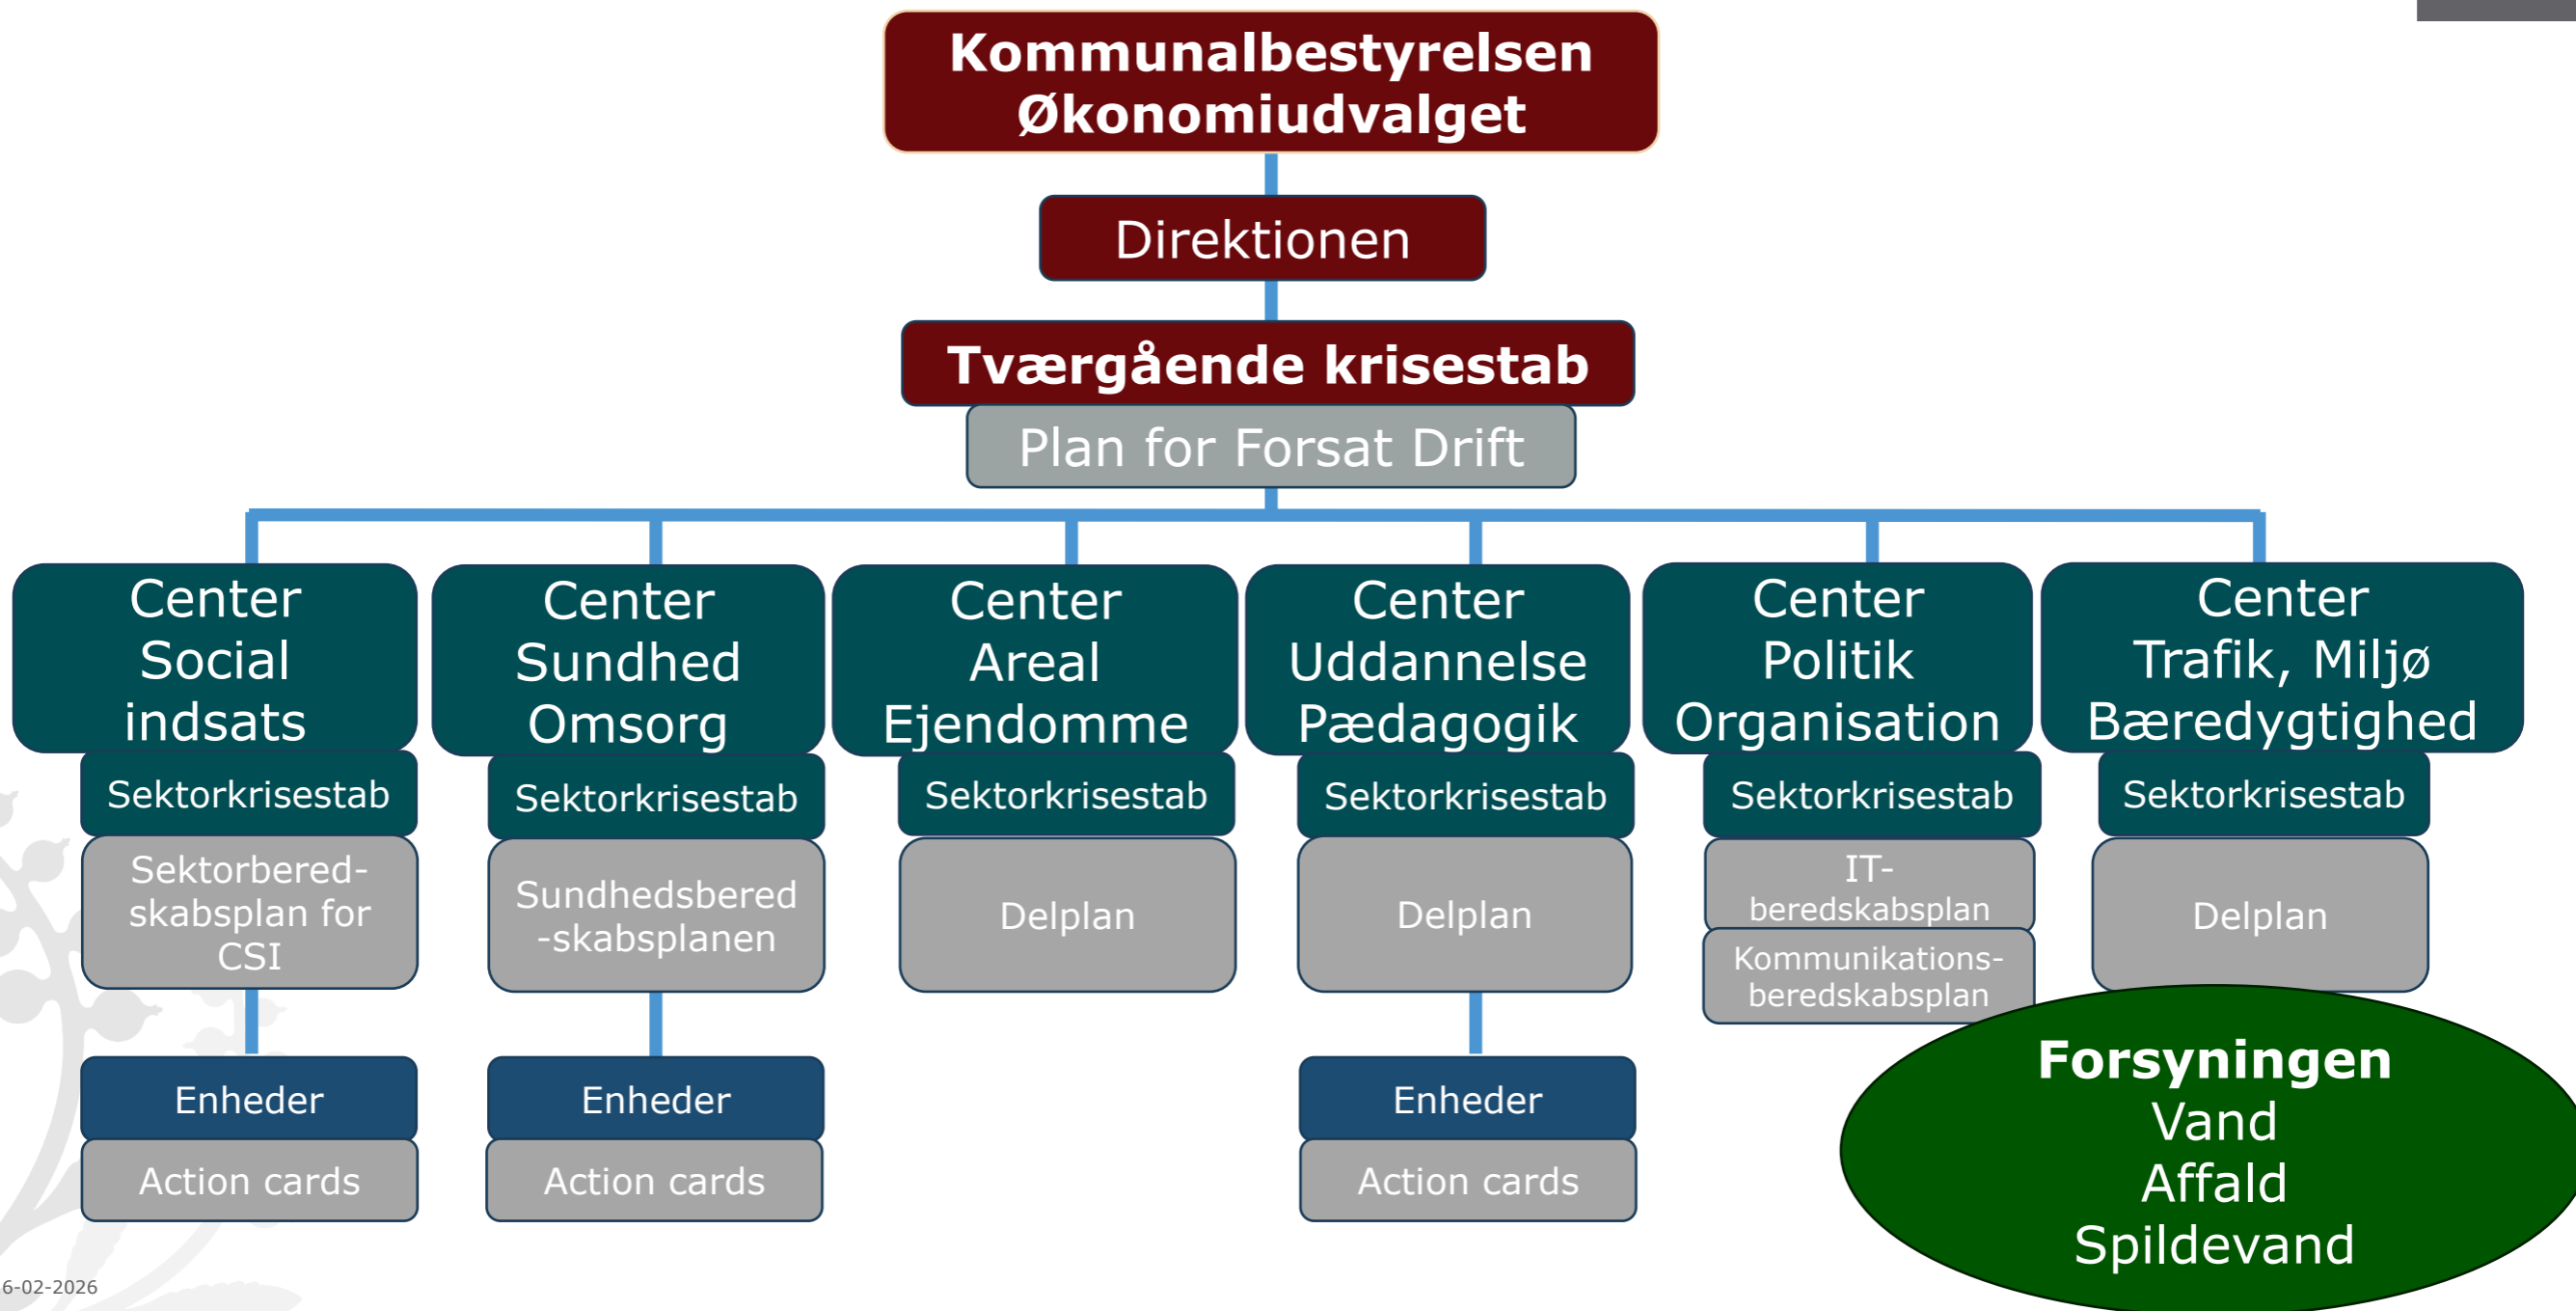 Kommunalbestyrelsen
Økonomiudvalget
Direktionen
Tværgående krisestab
Plan for Forsat Drift
Center
Social
indsats
Sektorkrisestab
Sektorbered-
skabsplan for
CSI
Enheder
Action cards
Center
Sundhed
Omsorg
Sektorkrisestab
Sundhedsbered
-skabsplanen
Enheder
Action cards
Center
Areal
Ejendomme
Sektorkrisestab
Delplan
Center
Uddannelse
Pædagogik
Sektorkrisestab
Delplan
Enheder
Action cards
Center
Politik
Organisation
Sektorkrisestab
IT-
beredskabsplan
Kommunikations-
beredskabsplan
Center
Trafik, Miljø
Bæredygtighed
Sektorkrisestab
Delplan
Forsyningen
Vand
Affald
Spildevand
6-02-2026